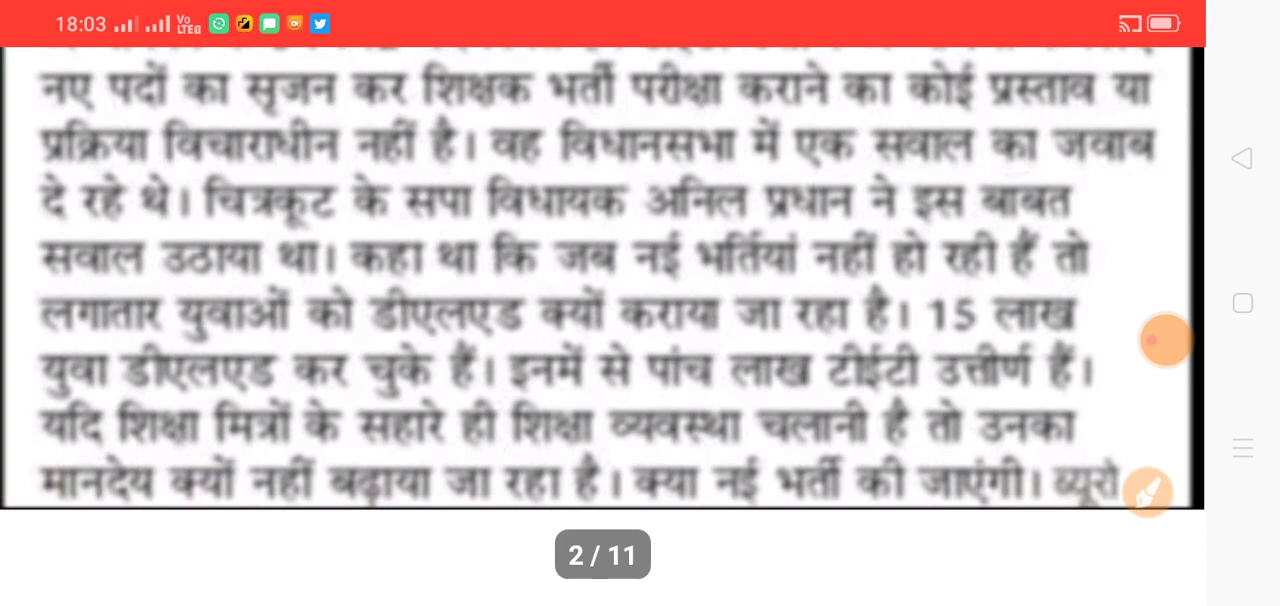 18:03
Vo LTE
नए पदों का सृजन कर शिक्षक भर्ती परीक्षा कराने का कोई प्रस्ताव या
प्रक्रिया विचाराधीन नहीं है। वह विधानसभा में एक सवाल का जवाब
दे रहे थे। चित्रकूट के सपा विधायक अनिल प्रधान ने इस बाबत
सवाल उठाया था। कहा था कि जब नई भर्तियां नहीं हो रही हैं तो
लगातार युवाओं को डीएलएड क्यों कराया जा रहा है। 15 लाख
युवा डीएलएड कर चुके हैं। इनमें से पांच लाख टीईटी उत्तीर्ण हैं।
यदि शिक्षा मित्रों के सहारे ही शिक्षा व्यवस्था चलानी है तो उनका
मानदेय क्यों नहीं बढ़ाया जा रहा है। क्या नई भर्ती की जाएंगी। ब्यूरो
2 / 11